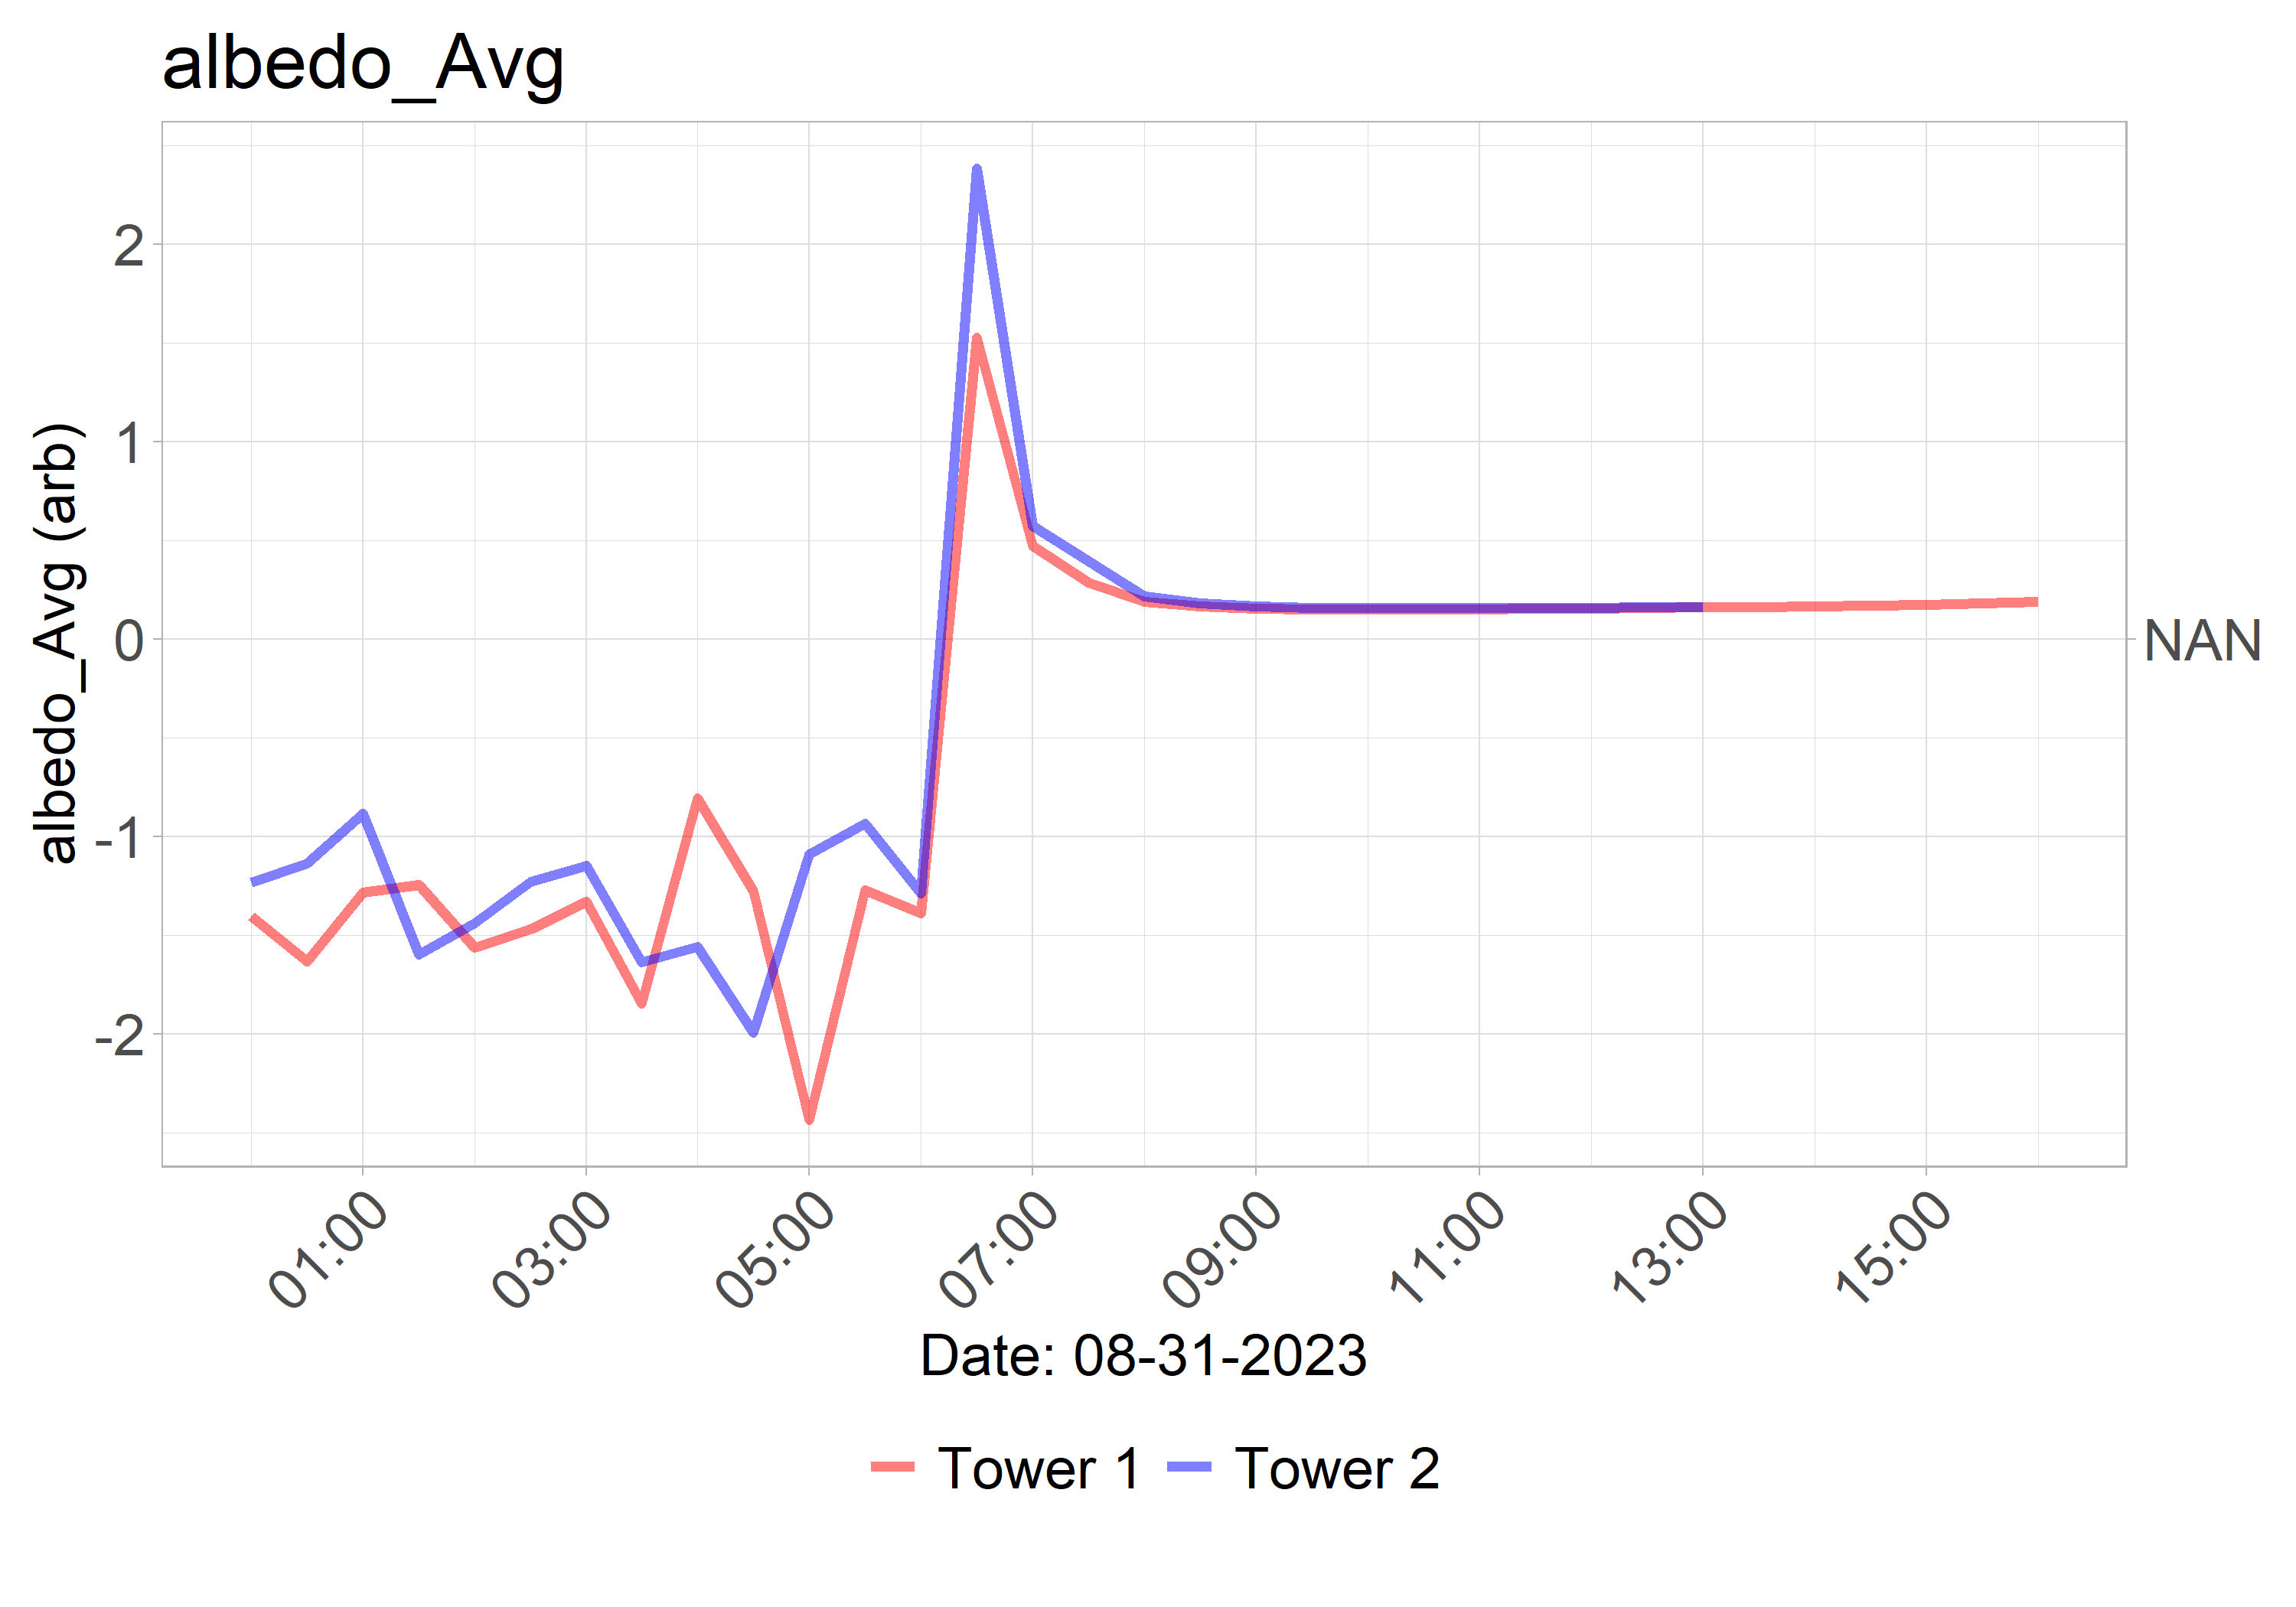 albedo_Avg
albedo_Avg (arb)
2
1
0
-1
-2
NAN
01:00
03:00
05:00
07:00
09:00
11:00
13:00
15:00
Date: 08-31-2023
Tower 1
Tower 2